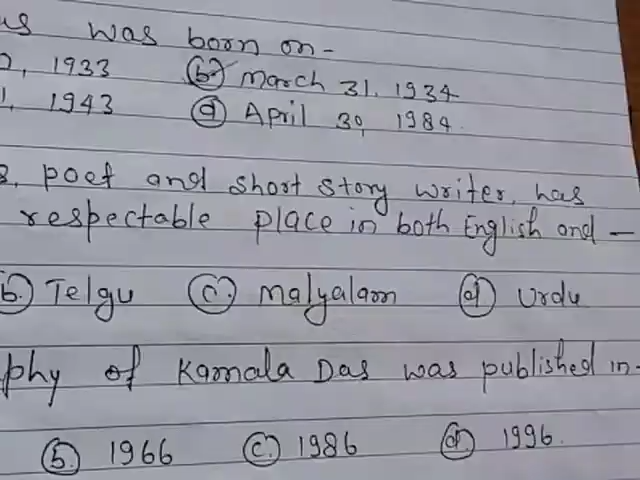 was born on-
, 1933 (b.) March 31, 1934
1, 1943 (d) April 30, 1984.
s, poet and short story writer, has
respectable place in both English and —
b.) Telgu (c.) Malyalam (d) Urdu
phy of Kamala Das was published in-
(b.) 1966 (c.) 1986 (d) 1996.